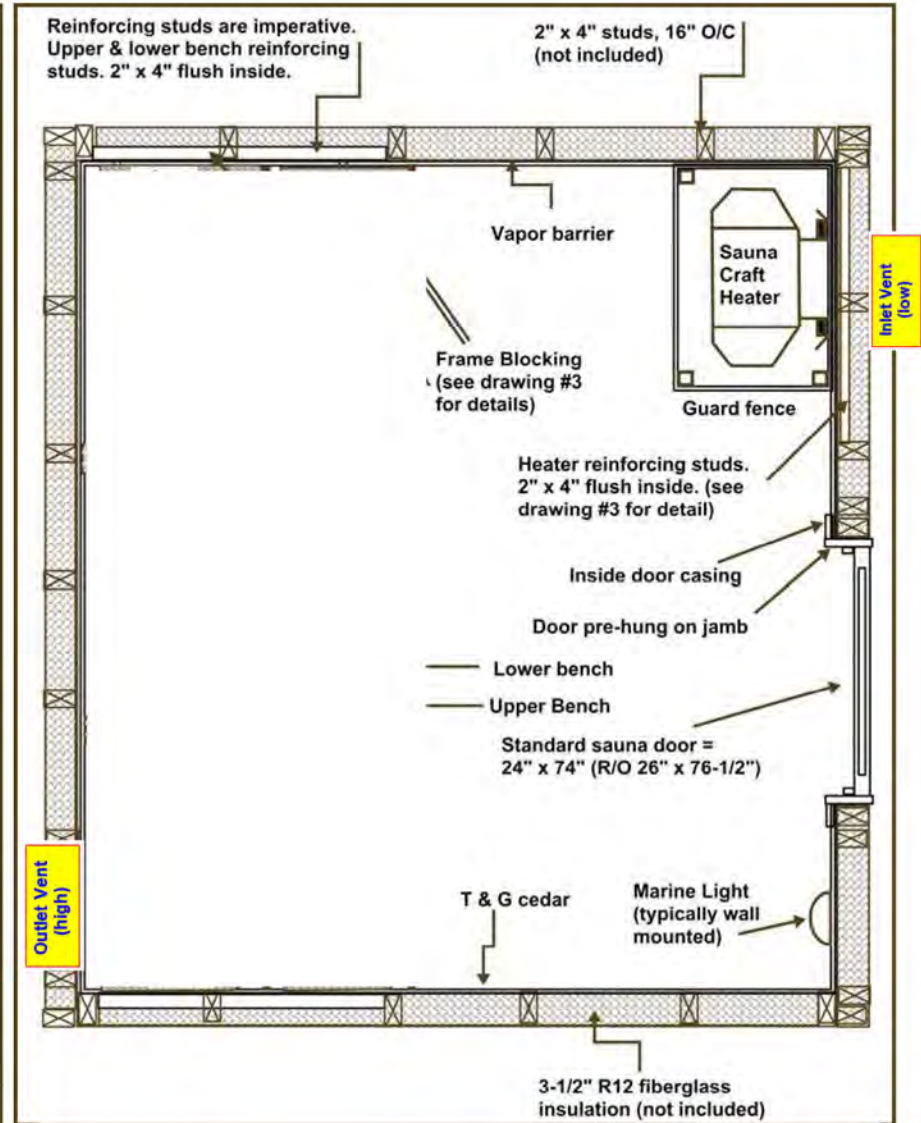 Reinforcing studs are imperative.
Upper & lower bench reinforcing
studs. 2" x 4" flush inside.
2" x 4" studs, 16" O/C
(not included)
Vapor barrier
Sauna
Craft
Heater
Inlet Vent
(low)
Frame Blocking
(see drawing #3
for details)
Guard fence
Heater reinforcing studs.
2" x 4" flush inside. (see
drawing #3 for detail)
Inside door casing
Door pre-hung on jamb
Lower bench
Upper Bench
Standard sauna door =
24" x 74" (R/O 26" x 76-1/2")
Outlet Vent
(high)
T & G cedar
Marine Light
(typically wall
mounted)
3-1/2" R12 fiberglass
insulation (not included)